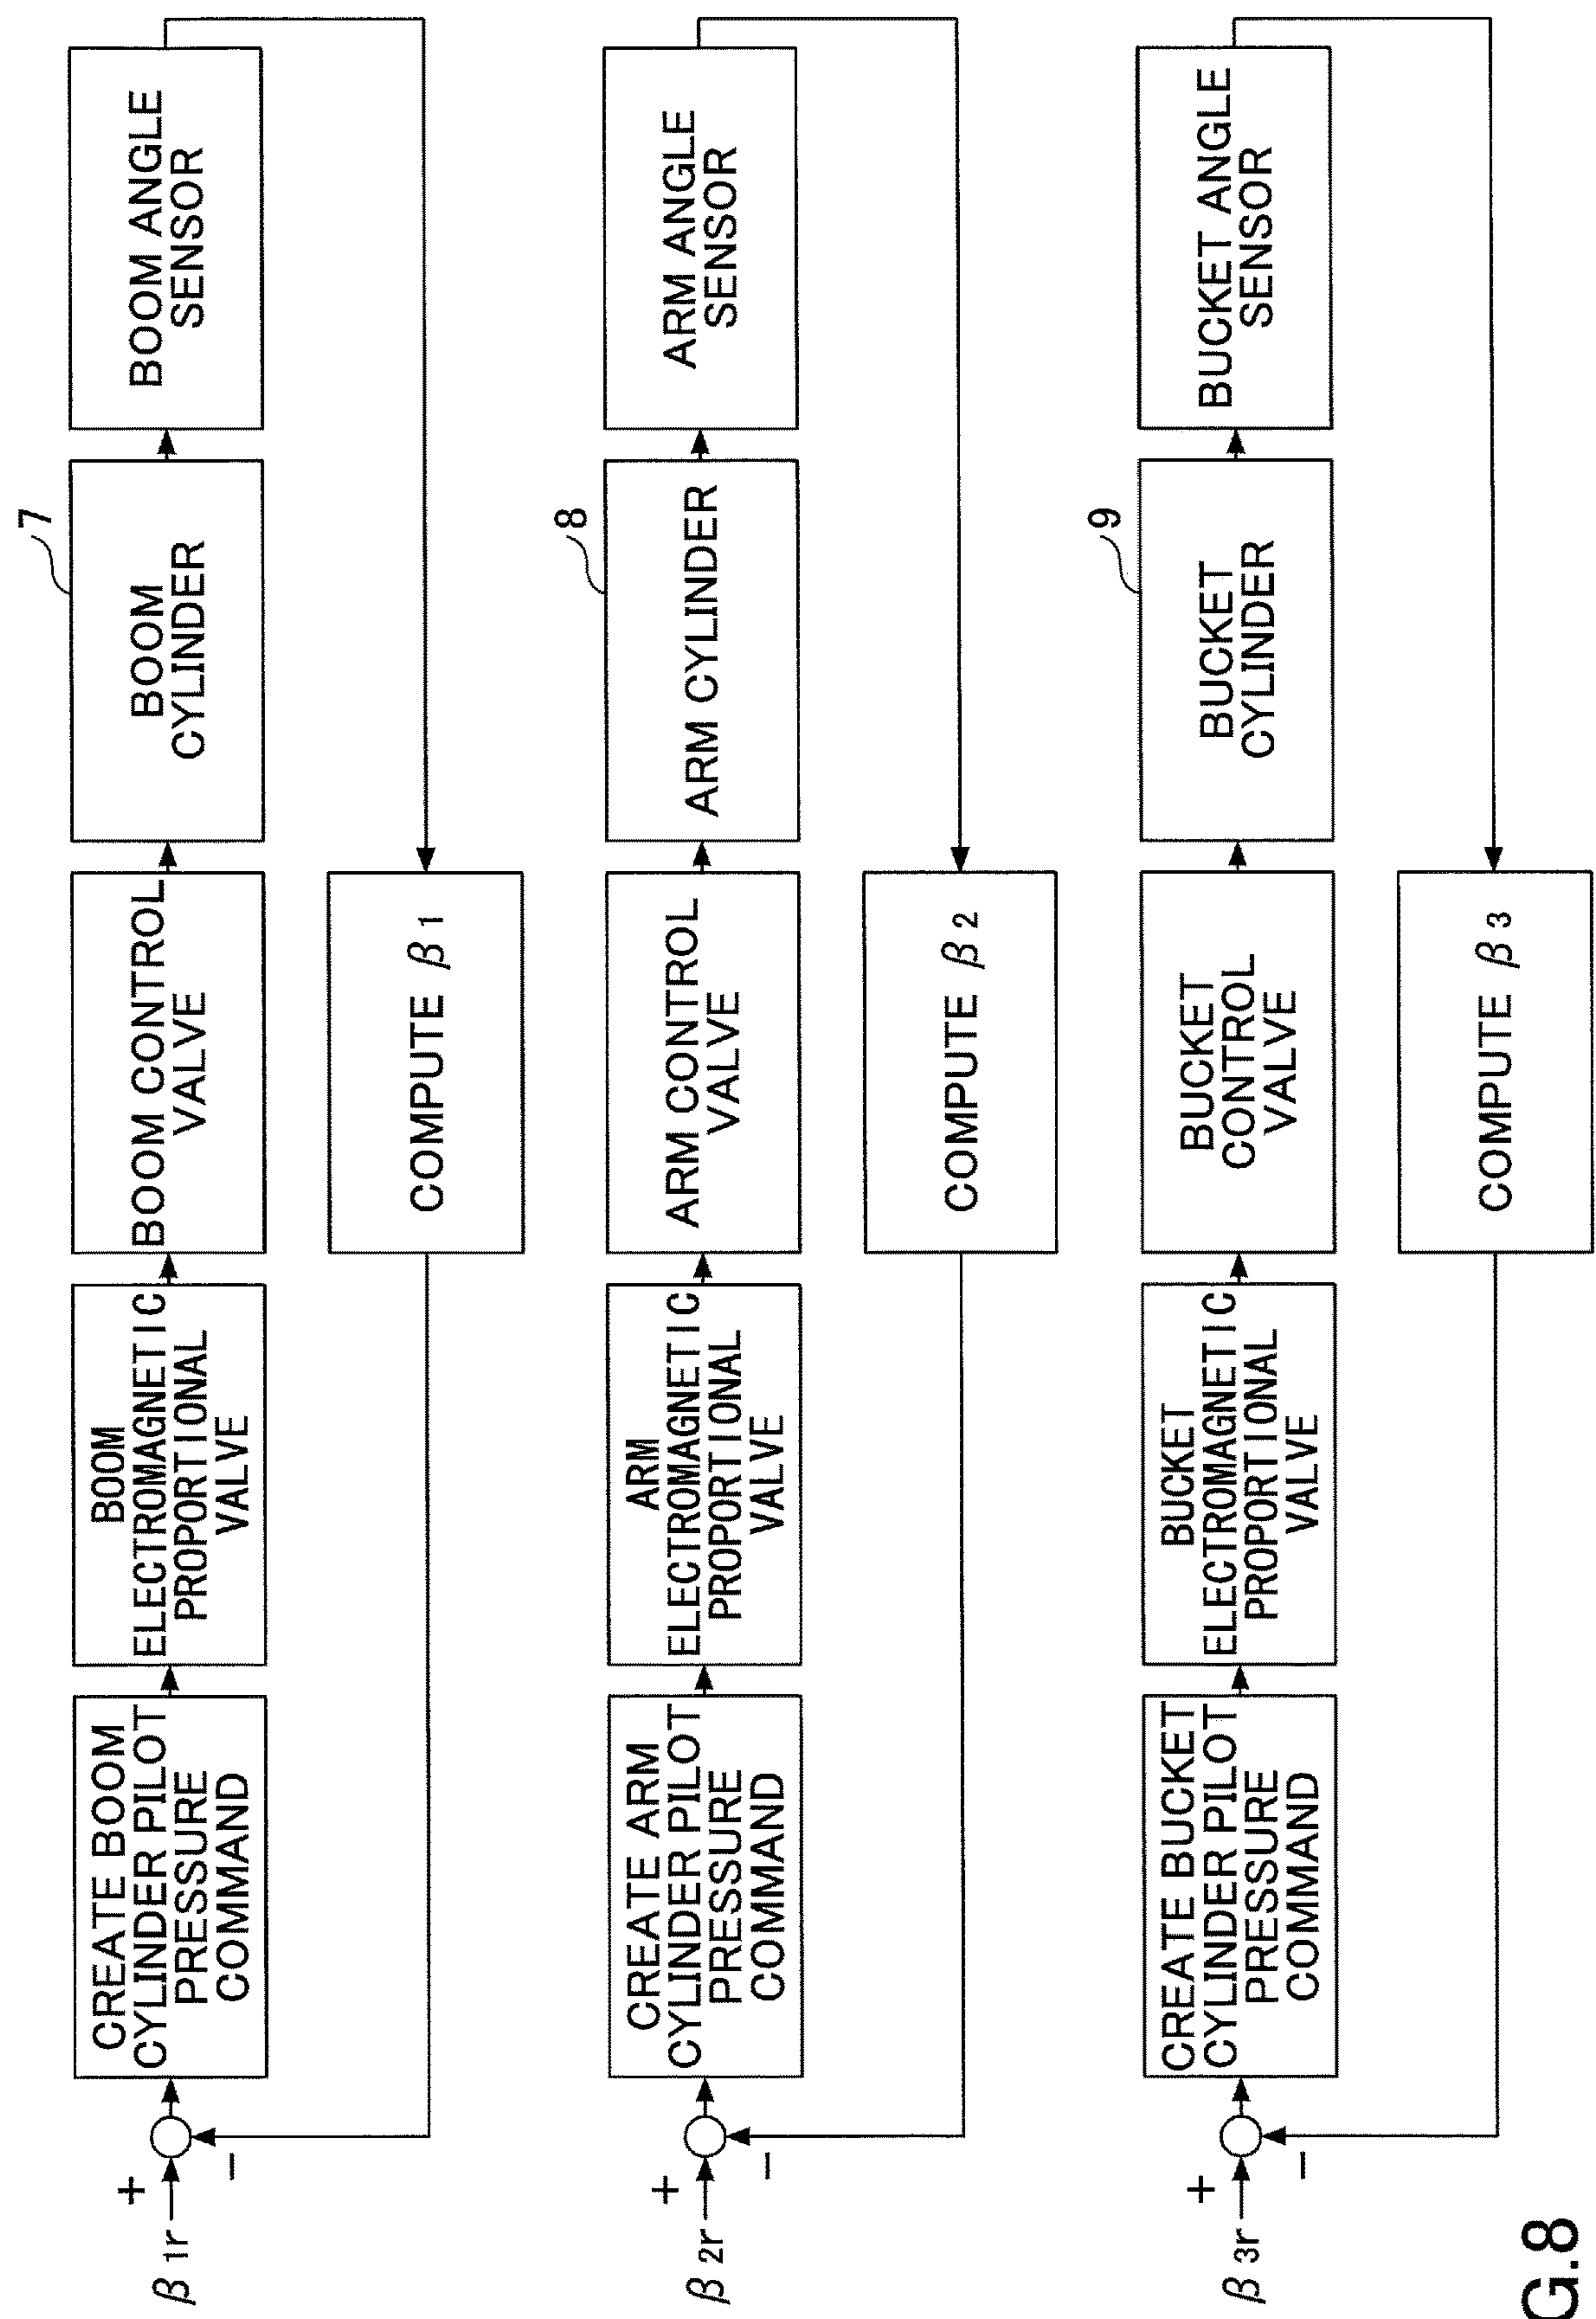 β1r
+
−
CREATE BOOM
CYLINDER PILOT
PRESSURE
COMMAND
BOOM
ELECTROMAGNETIC
PROPORTIONAL
VALVE
BOOM CONTROL
VALVE
7
BOOM
CYLINDER
BOOM ANGLE
SENSOR
COMPUTE β1
β2r
+
−
CREATE ARM
CYLINDER PILOT
PRESSURE
COMMAND
ARM
ELECTROMAGNETIC
PROPORTIONAL
VALVE
ARM CONTROL
VALVE
8
ARM CYLINDER
ARM ANGLE
SENSOR
COMPUTE β2
β3r
+
−
CREATE BUCKET
CYLINDER PILOT
PRESSURE
COMMAND
BUCKET
ELECTROMAGNETIC
PROPORTIONAL
VALVE
BUCKET
CONTROL
VALVE
9
BUCKET
CYLINDER
BUCKET ANGLE
SENSOR
COMPUTE β3
G.8